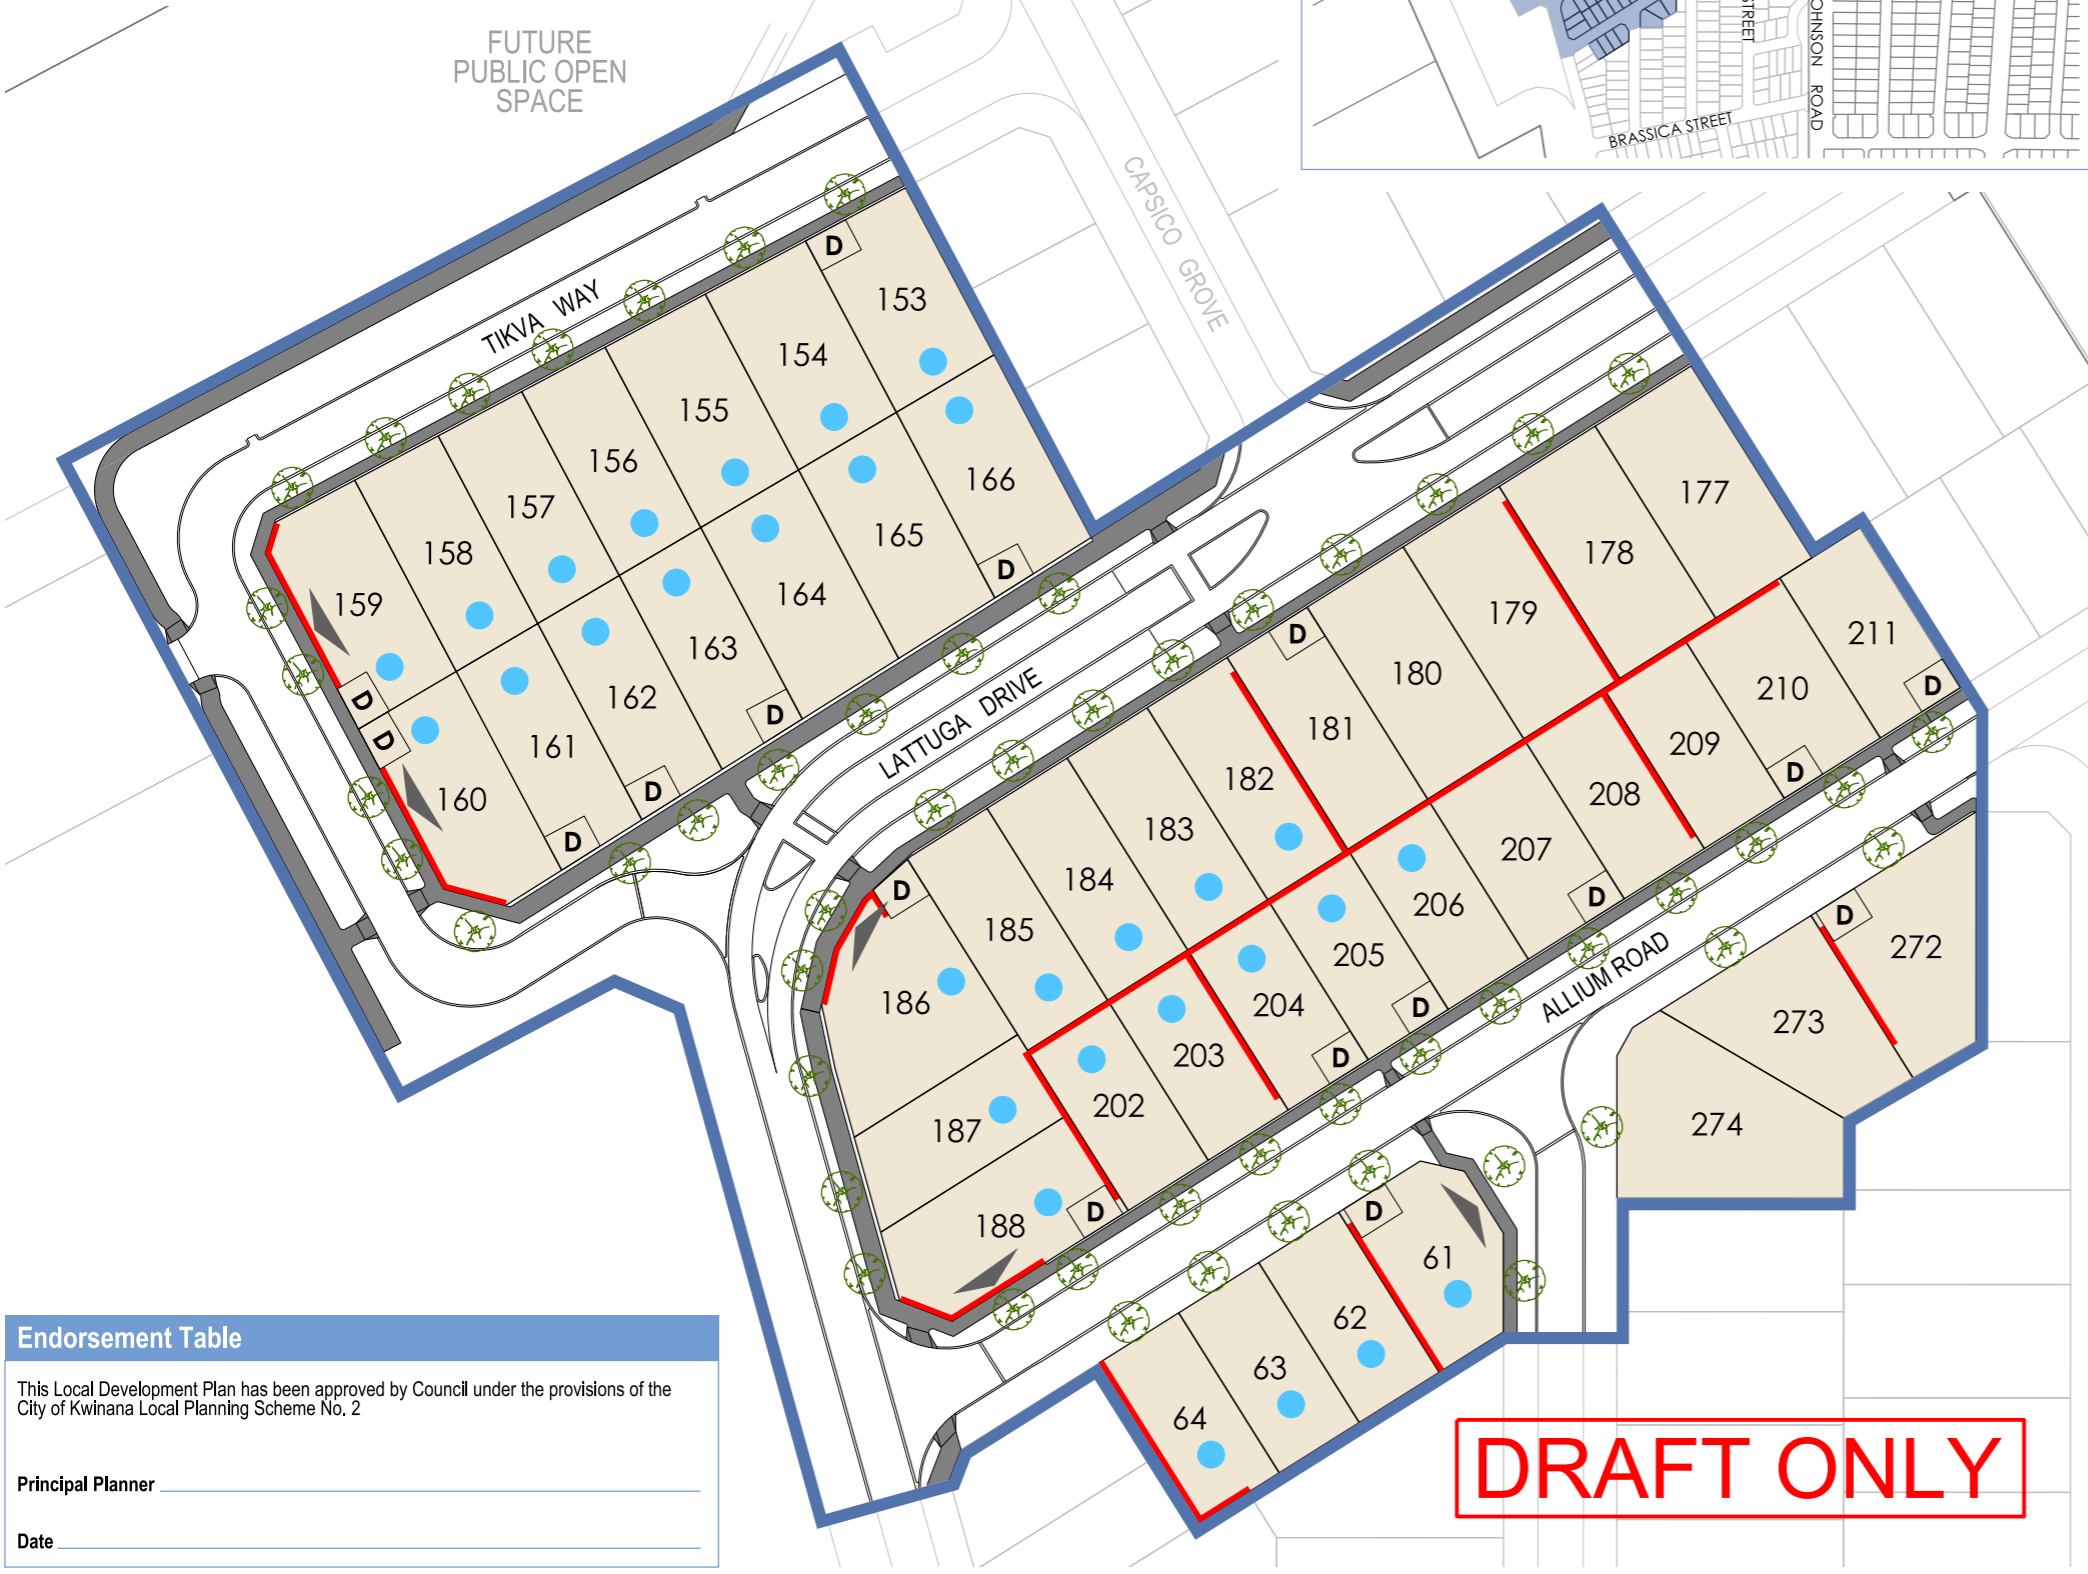 FUTURE
PUBLIC OPEN
SPACE
STREET
OHNSON ROAD
BRASSICA STREET
CAPSICO GROVE
TIKVA WAY
D
153
154
155
156
157
158
159
D
D
160
161
162
163
164
165
166
D
D
D
D
LATTUGA DRIVE
177
178
179
180
D
181
182
183
184
185
D
186
187
188
D
202
203
204
D
205
D
206
207
D
208
209
210
D
211
D
ALLIUM ROAD
D
272
273
274
D
61
62
63
64
Endorsement Table
This Local Development Plan has been approved by Council under the provisions of the
City of Kwinana Local Planning Scheme No. 2
Principal Planner
Date
DRAFT ONLY